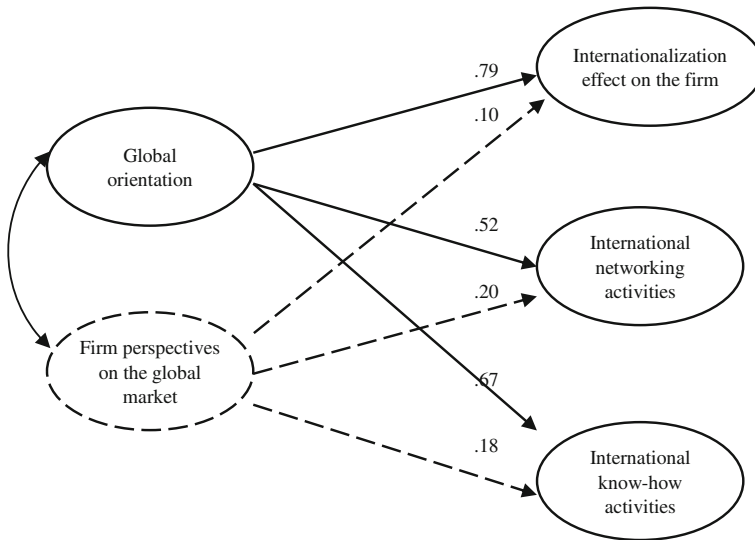 Internationalization
effect on the firm
.79
.10
Global
orientation
.52
International
networking
activities
.20
Firm perspectives
on the global
market
.67
.18
International
know-how
activities